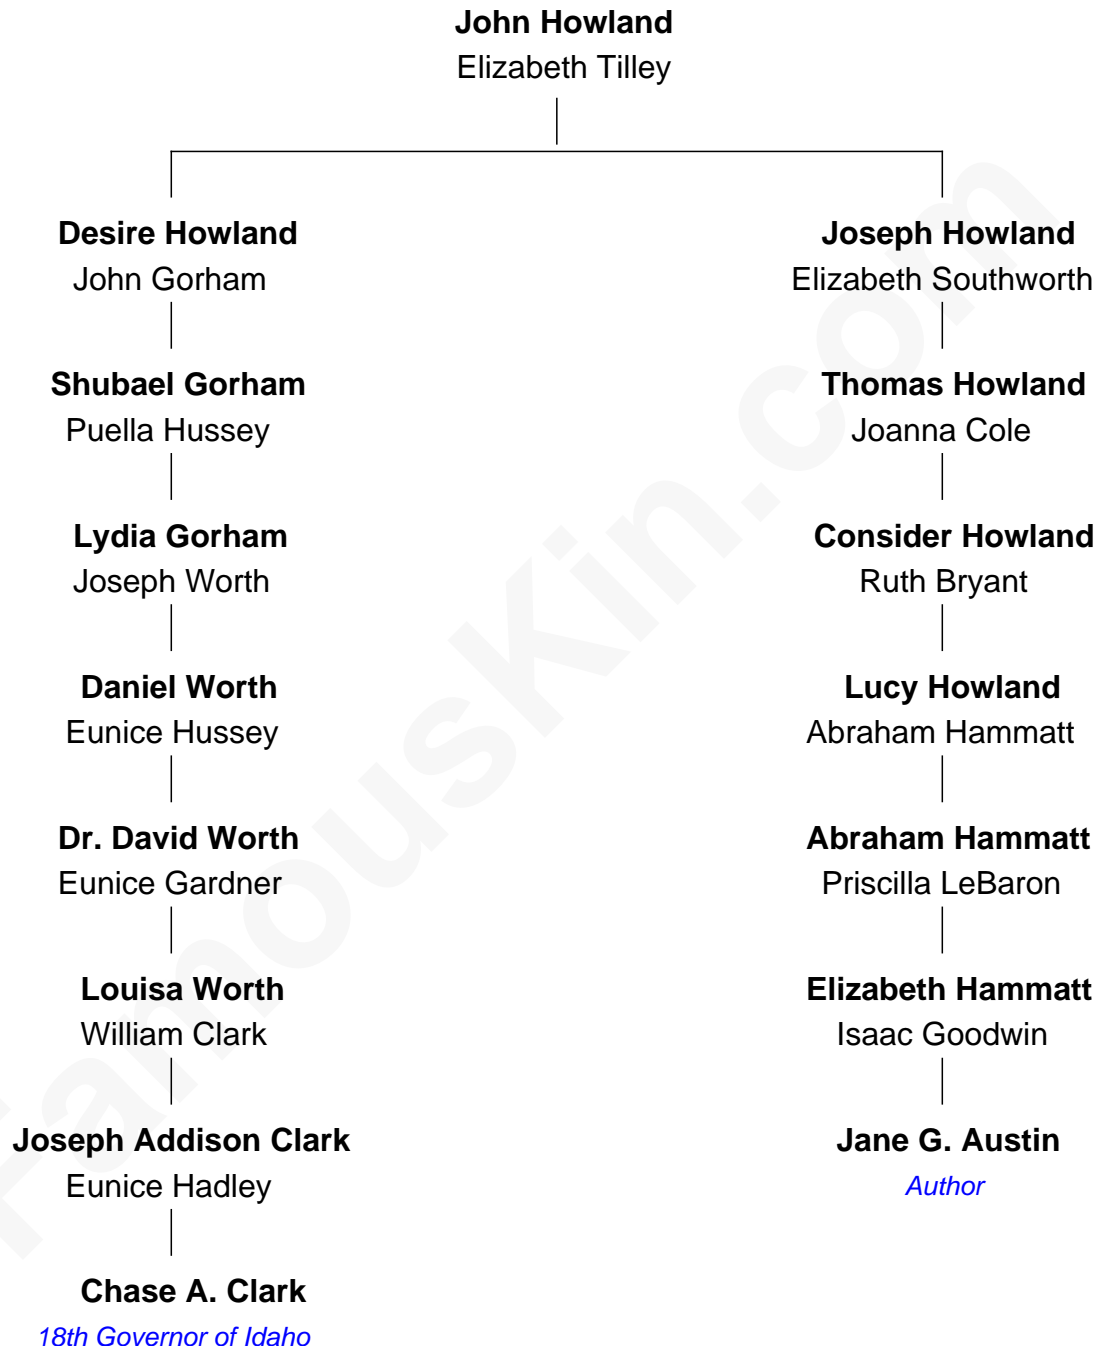 John Howland
Elizabeth Tilley
Desire Howland
John Gorham
Shubael Gorham
Puella Hussey
Lydia Gorham
Joseph Worth
Daniel Worth
Eunice Hussey
Dr. David Worth
Eunice Gardner
Louisa Worth
William Clark
Joseph Addison Clark
Eunice Hadley
Chase A. Clark
18th Governor of Idaho
Joseph Howland
Elizabeth Southworth
Thomas Howland
Joanna Cole
Consider Howland
Ruth Bryant
Lucy Howland
Abraham Hammatt
Abraham Hammatt
Priscilla LeBaron
Elizabeth Hammatt
Isaac Goodwin
Jane G. Austin
Author
FamousKin.com